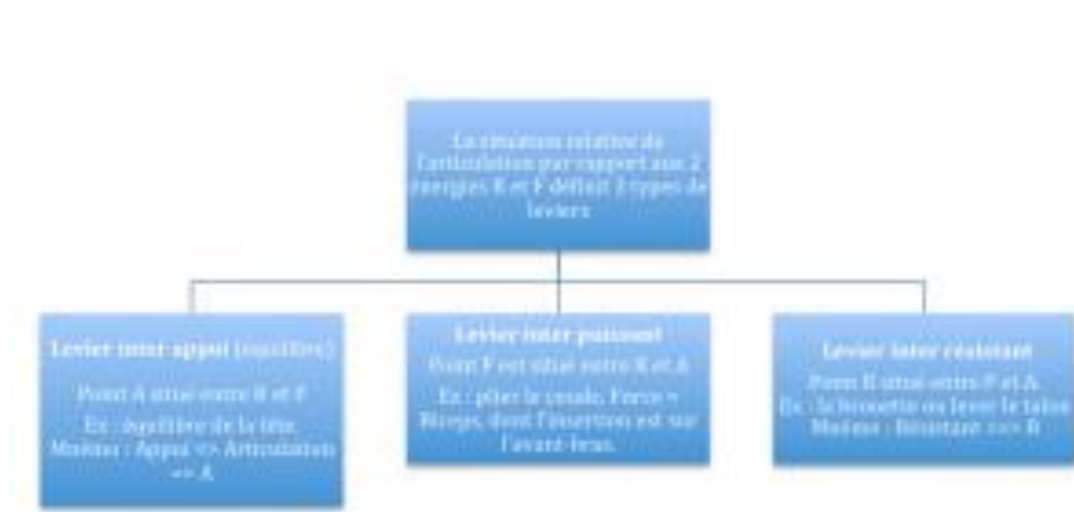 La situation relative de
l'articulation par rapport aux 2
énergies R et F définit 3 types de
leviers
Levier inter appui (équilibre)
Point A situé entre R et F
Ex : équilibre de la tête.
Moyen : Appui <=> Articulation
=> A
Levier inter puissant
Point F est situé entre R et A
Ex : plier le coude, Force =
Biceps, dont l'insertion est sur
l'avant-bras.
Levier inter résistant
Point R situé entre F et A
Ex : la brouette ou lever le talon
: Résistant ==> R